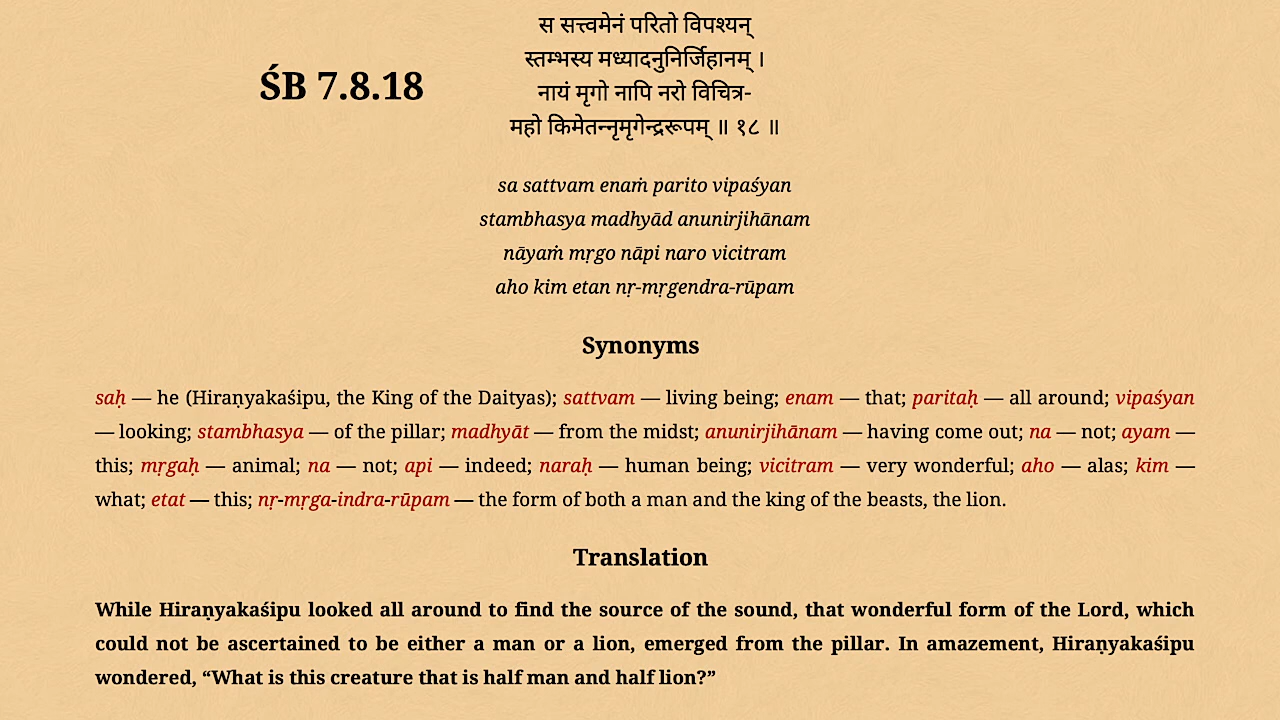 स सत्त्वमेनं परितो विपश्यन्
स्तम्भस्य मध्यादनुनिर्जिहानम् ।
ŚB 7.8.18
नायं मृगो नापि नरो विचित्र-
महो किमेतन्नृमृगेन्द्ररूपम् ॥ १८ ॥
sa sattvam enaṁ parito vipaśyan
stambhasya madhyād anunirjihānam
nāyaṁ mṛgo nāpi naro vicitram
aho kim etan nṛ-mṛgendra-rūpam
Synonyms
saḥ — he (Hiraṇyakaśipu, the King of the Daityas); sattvam — living being; enam — that; paritaḥ — all around; vipaśyan
— looking; stambhasya — of the pillar; madhyāt — from the midst; anunirjihānam — having come out; na — not; ayam —
this; mṛgaḥ — animal; na — not; api — indeed; naraḥ — human being; vicitram — very wonderful; aho — alas; kim —
what; etat — this; nṛ-mṛga-indra-rūpam — the form of both a man and the king of the beasts, the lion.
Translation
While Hiraṇyakaśipu looked all around to find the source of the sound, that wonderful form of the Lord, which
could not be ascertained to be either a man or a lion, emerged from the pillar. In amazement, Hiraṇyakaśipu
wondered, “What is this creature that is half man and half lion?”